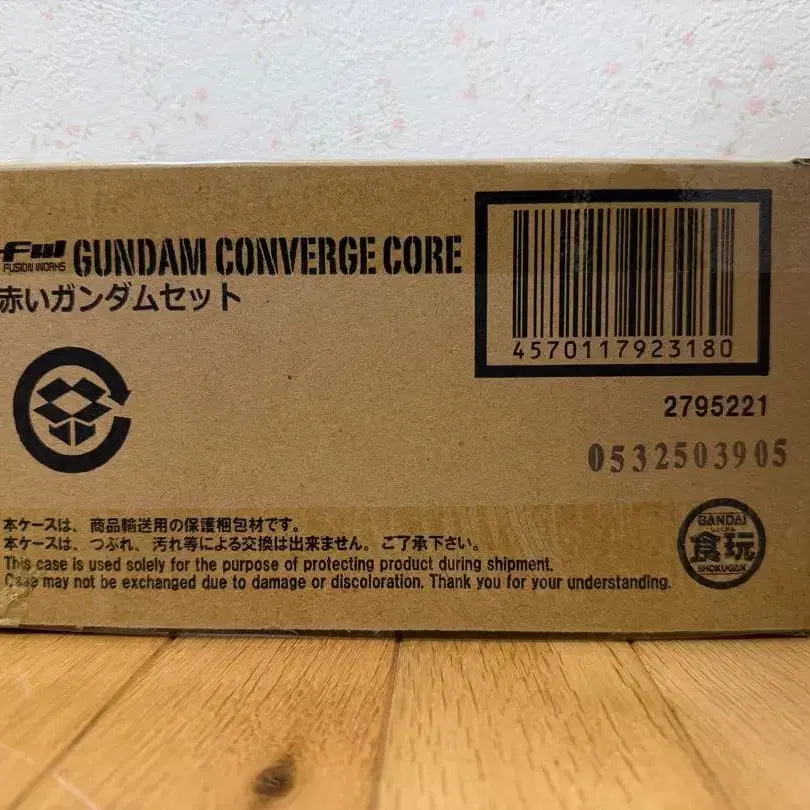 FW GUNDAM CONVERGE CORE
FUSION WORKS
赤いガンダムセット
4570117923180
2795221
0532503905
本ケースは、商品輸送用の保護梱包材です。
本ケースは、つぶれ、汚れ等による交換は出来ません。ご了承下さい。
This case is used solely for the purpose of protecting product during shipment.
Case may not be exchanged due to damage or discoloration. Thank you for your understanding.
BANDAI
しょくがん
食玩
SHOKUGAN